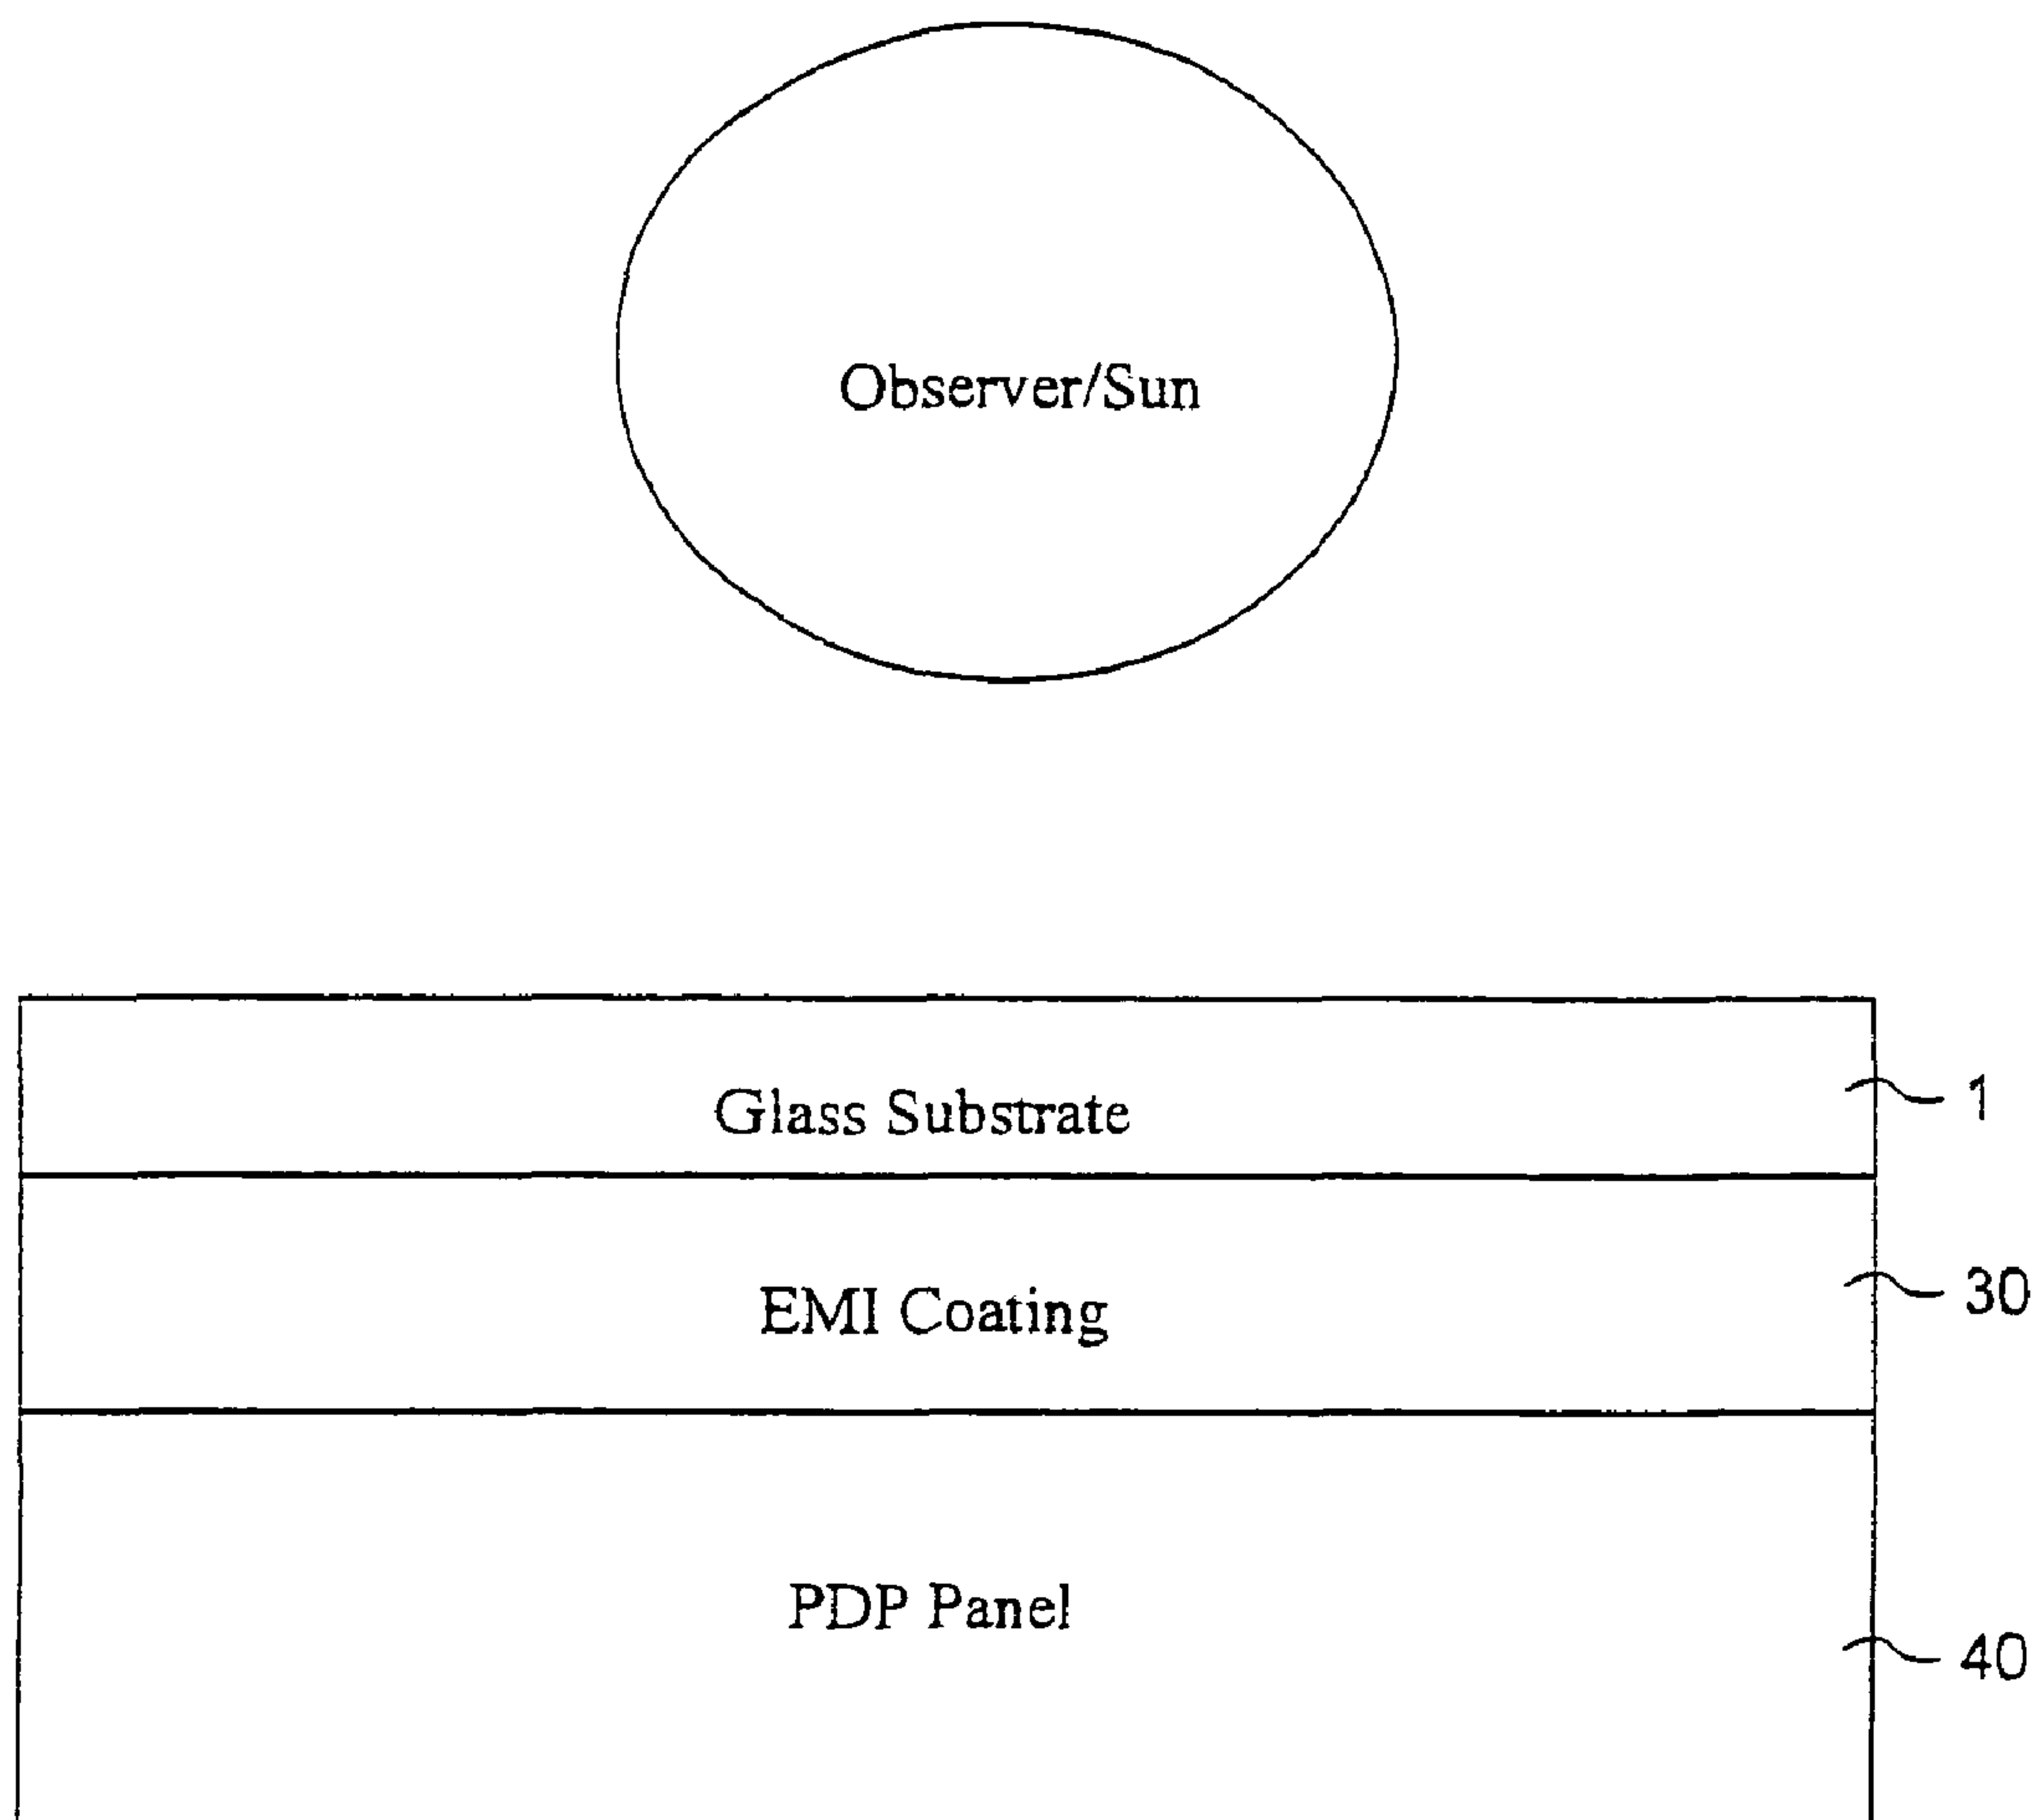 Observer/Sun
Glass Substrate
1
EMI Coating
30
PDP Panel
40